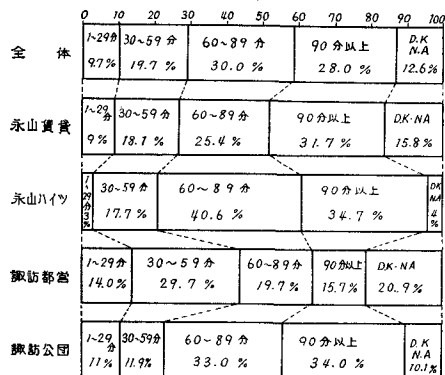 0 10 20 30 40 50 60 70 80 90 100
全体
1~29分 30~59分 60~89分 90分以上 D.K N.A
9.7% 19.7% 30.0% 28.0% 12.6%
永山賃貸
1~29分 30~59分 60~89分 90分以上 D.K・N.A
9% 18.1% 25.4% 31.7% 15.8%
永山ハイツ
1~29分 30~59分 60~89分 90分以上 D.K N.A
3% 17.7% 40.6% 34.7% 4%
諏訪都営
1~29分 30~59分 60~89分 90分以上 D.K・NA
14.0% 29.7% 19.7% 15.7% 20.9%
諏訪公団
1~29分 30~59分 60~89分 90分以上 D.K N.A
11% 11.9% 33.0% 34.0% 10.1%